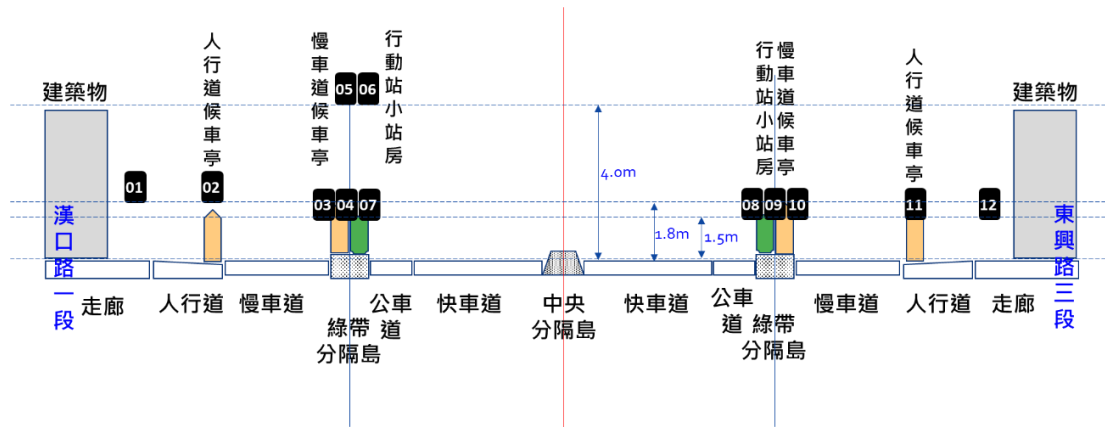 建築物
人行道候車亭
慢車道候車亭
05
06
行動站小站房
行動站小站房
慢車道候車亭
人行道候車亭
建築物
01
02
03
04
07
4.0m
1.8m
1.5m
08
09
10
11
12
漢口路一段
東興路三段
走廊
人行道
慢車道
綠帶
分隔島
公車
道
快車道
中央
分隔島
快車道
公車
道
綠帶
分隔島
慢車道
人行道
走廊